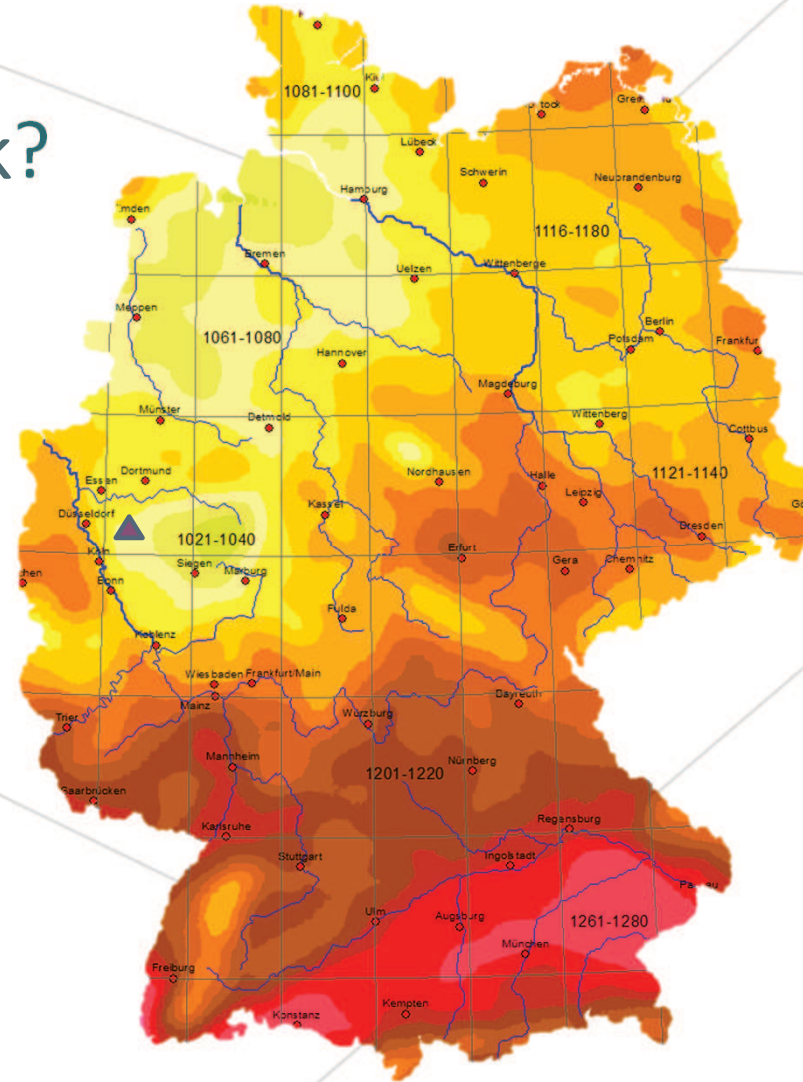 k?
1081-1100
Lübeck
Schwerin
Neubrandenburg
Hamburg
1116-1180
Bremen
Uelzen
Wittenberge
Meppen
1061-1080
Berlin
Potsdam
Frankfur
Hannover
Magdeburg
Münster
Detmold
Wittenberg
Cottbus
Dortmund
Nordhausen
1121-1140
Essen
Halle
Leipzig
Düsseldorf
Kassel
1021-1040
Dresden
Köln
Erfurt
Siegen
Marburg
Gera
Chemnitz
chen
Bonn
Fulda
Koblenz
Wiesbaden
Frankfurt/Main
Mainz
Bayreuth
Trier
Würzburg
Mannheim
Nürnberg
1201-1220
Saarbrücken
Karlsruhe
Regensburg
Stuttgart
Ingolstadt
Ulm
Augsburg
1261-1280
München
Freiburg
Kempten
Konstanz